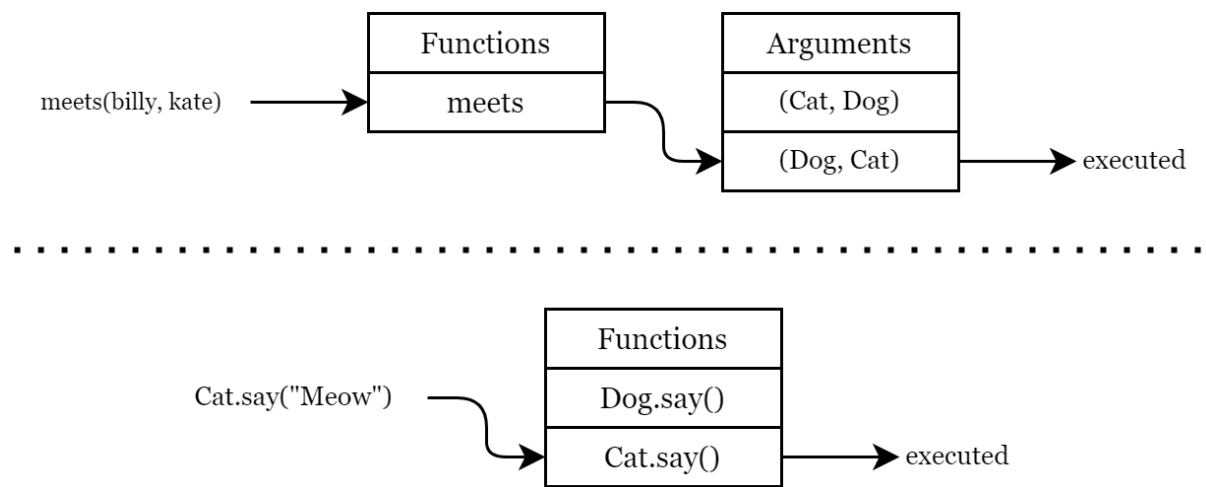 Functions
Arguments
meets(billy, kate)
meets
(Cat, Dog)
(Dog, Cat)
executed
Functions
Cat.say("Meow")
Dog.say()
Cat.say()
executed